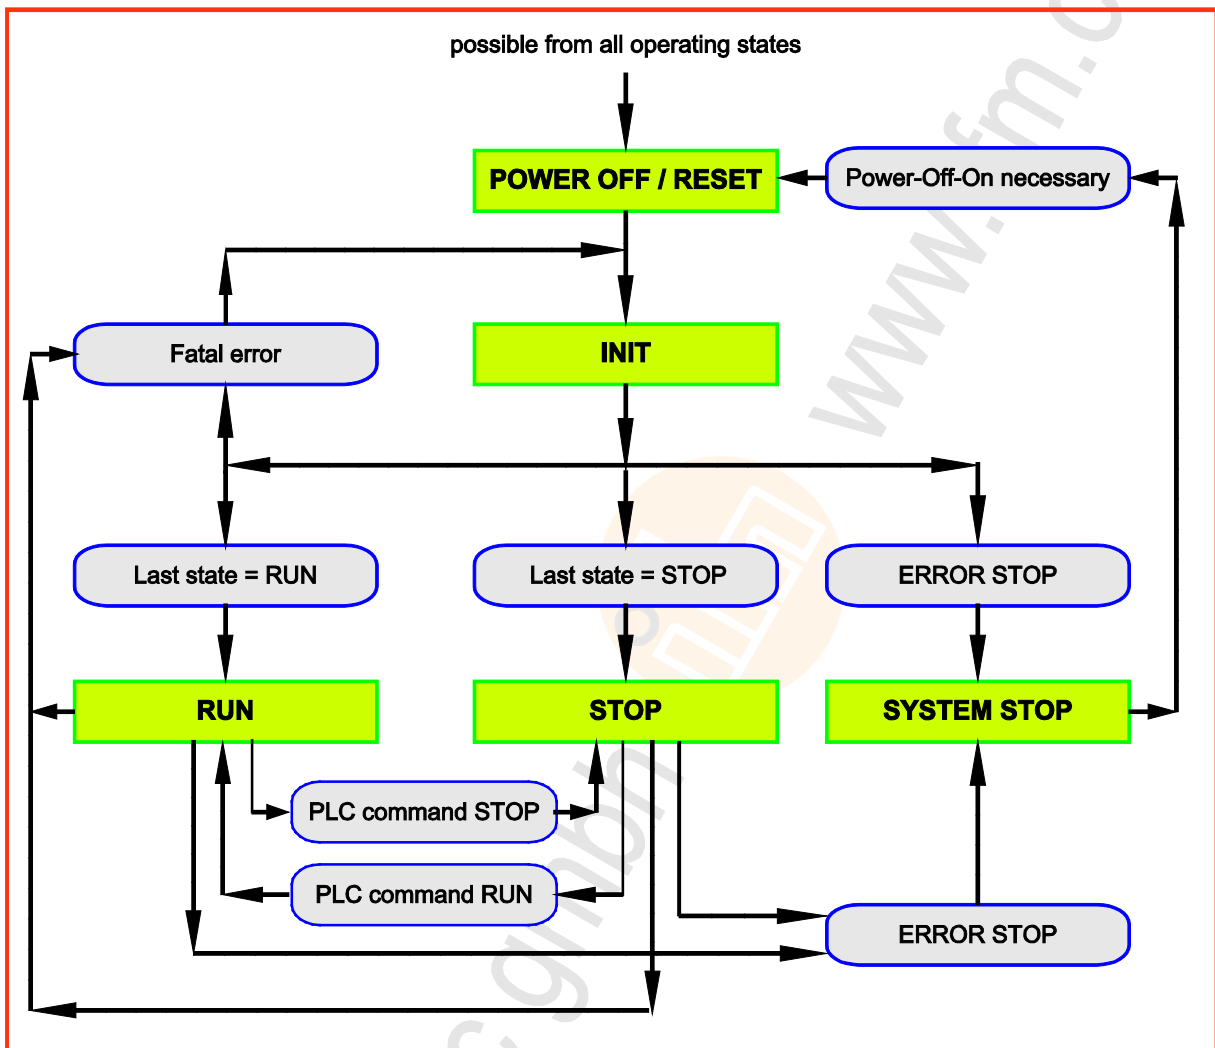 possible from all operating states
POWER OFF / RESET
Power-Off-On necessary
Fatal error
INIT
Last state = RUN
Last state = STOP
ERROR STOP
RUN
STOP
SYSTEM STOP
PLC command STOP
PLC command RUN
ERROR STOP